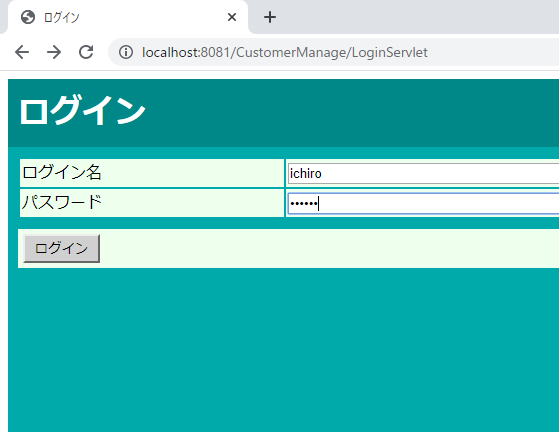 ログイン
localhost:8081/CustomerManage/LoginServlet
ログイン
ログイン名 ichiro
パスワード ••••••
ログイン